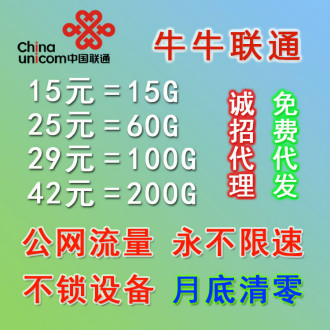 China
unicom中国联通
牛牛联通
15元=15G
25元=60G
29元=100G
42元=200G
诚招代理
免费代发
公网流量 永不限速
不锁设备 月底清零